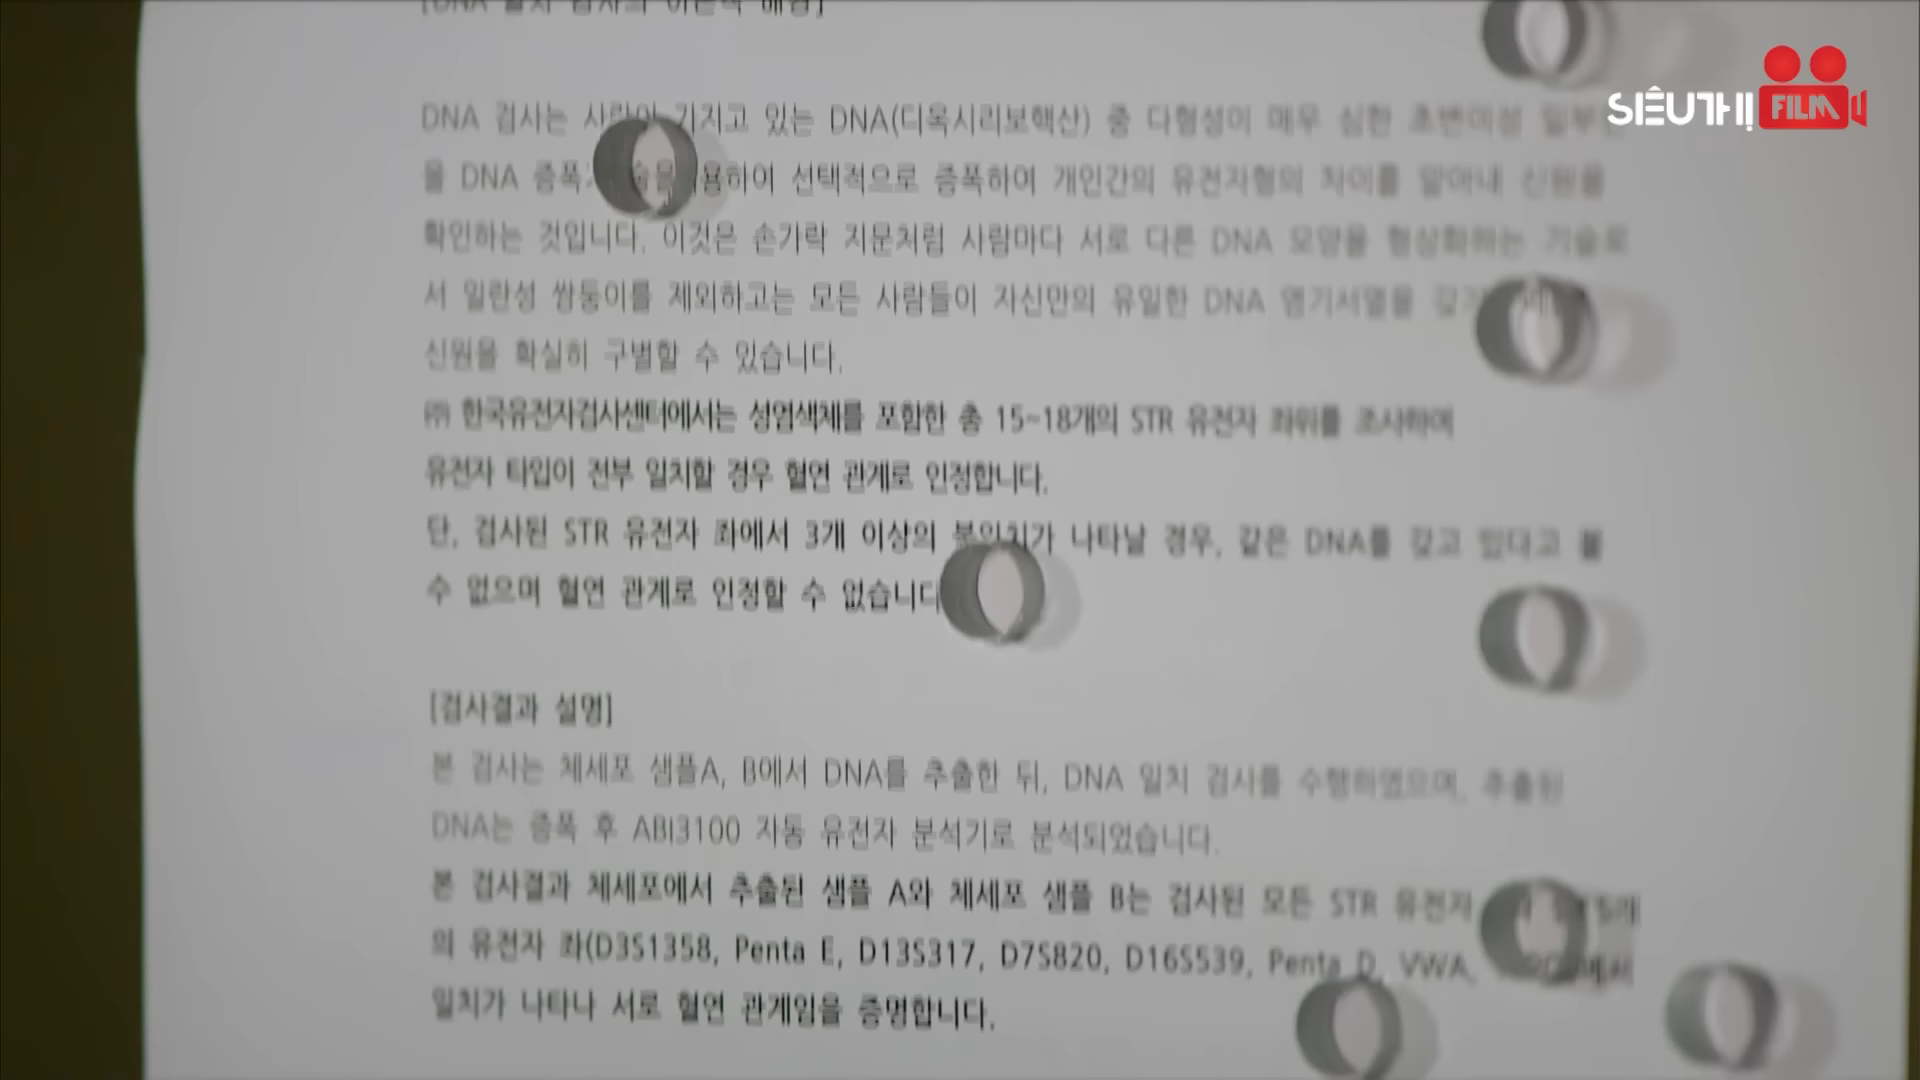 [DNA 일치 검사의 이론적 배경]
SIÊU개!! FILM
DNA 검사는 사람이 가지고 있는 DNA(디옥시리보핵산) 중 다형성이 매우 심한 초변이성
을 DNA 증폭 용하여 선택적으로 증폭하여 개인간의 유전자형의 차이를 알아내 신원을
확인하는 것입니다. 이것은 손가락 지문처럼 사람마다 서로 다른 DNA 모양을 형상화하는 기술로
서 일란성 쌍둥이를 제외하고는 모든 사람들이 자신만의 유일한 DNA 염기서열을
신원을 확실히 구별할 수 있습니다.
㈜ 한국유전자검사센터에서는 성염색체를 포함한 총 15~18개의 STR 유전자 좌위를 조사하여
유전자 타입이 전부 일치할 경우 혈연 관계로 인정합니다.
단, 검사된 STR 유전자 좌에서 3개 이상의 불일치가 나타날 경우, 같은 DNA를 갖고 있다고 볼
수 없으며 혈연 관계로 인정할 수 없습니다
[검사결과 설명]
본 검사는 체세포 샘플A, B에서 DNA를 추출한 뒤, DNA 일치 검사를 수행하였으며, 추출된
DNA는 증폭 후 ABI3100 자동 유전자 분석기로 분석되었습니다.
본 검사결과 체세포에서 추출된 샘플 A와 체세포 샘플 B는 검사된 모든 STR 유전자
의 유전자 좌(D3S1358, Penta E, D13S317, D7S820, D16S539, Penta D, VWA,
일치가 나타나 서로 혈연 관계임을 증명합니다.